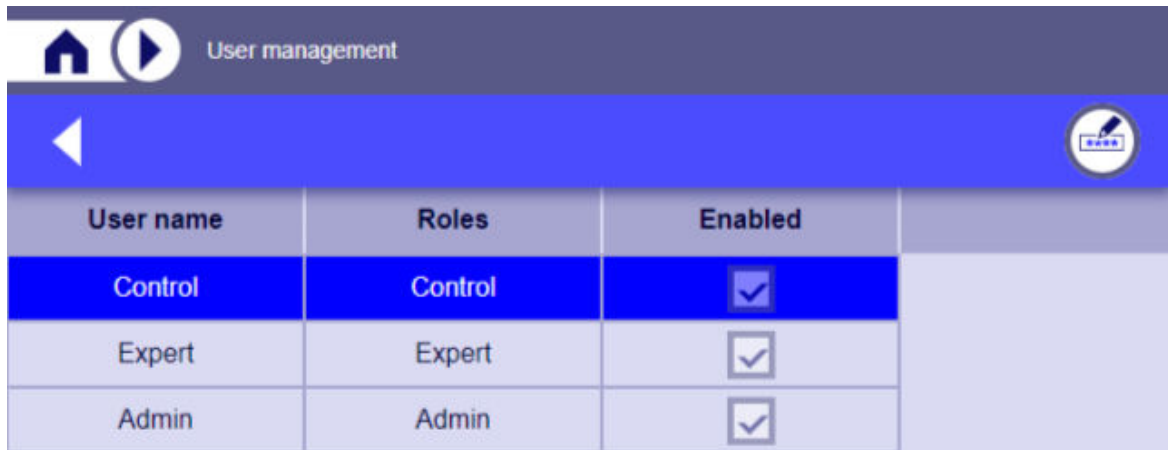 User management
****
User name Roles Enabled
Control Control
Expert Expert
Admin Admin